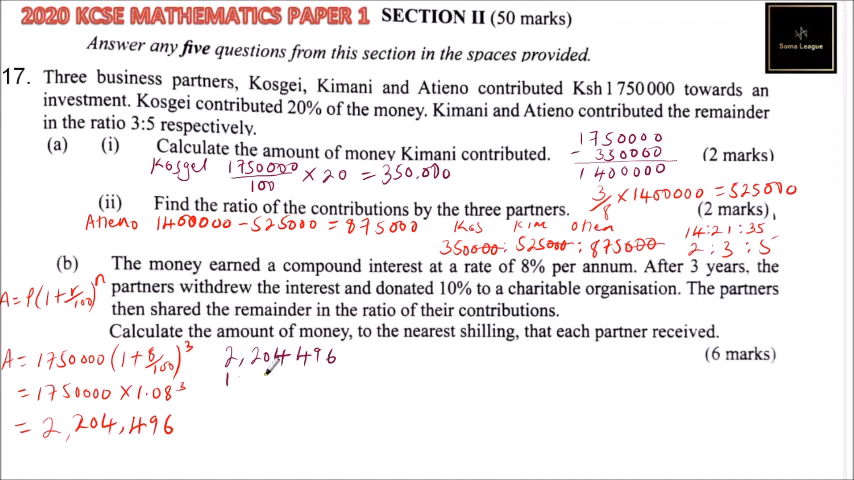 2020 KCSE MATHEMATICS PAPER 1 SECTION II (50 marks)
Soma League
Answer any five questions from this section in the spaces provided.
17. Three business partners, Kosgei, Kimani and Atieno contributed Ksh 1 750 000 towards an
investment. Kosgei contributed 20% of the money. Kimani and Atieno contributed the remainder
in the ratio 3:5 respectively.
1750000
(a) (i) Calculate the amount of money Kimani contributed. (2 marks)
- 350000
1400000
Kosgei 1750000/100 × 20 = 350,000
3/8 × 1400000 = 525000
(ii) Find the ratio of the contributions by the three partners. (2 marks)
Atieno 1400000 - 525000 = 875000
Kos Kim Atien
350000 : 525000 : 875000
14:21:35
2 : 3 : 5
(b) The money earned a compound interest at a rate of 8% per annum. After 3 years, the
partners withdrew the interest and donated 10% to a charitable organisation. The partners
then shared the remainder in the ratio of their contributions.
Calculate the amount of money, to the nearest shilling, that each partner received.
(6 marks)
A = P(1 + r/100)^n
A = 1750000 (1 + 8/100)^3
= 1750000 × 1.08^3
= 2,204,496
2,204496
1